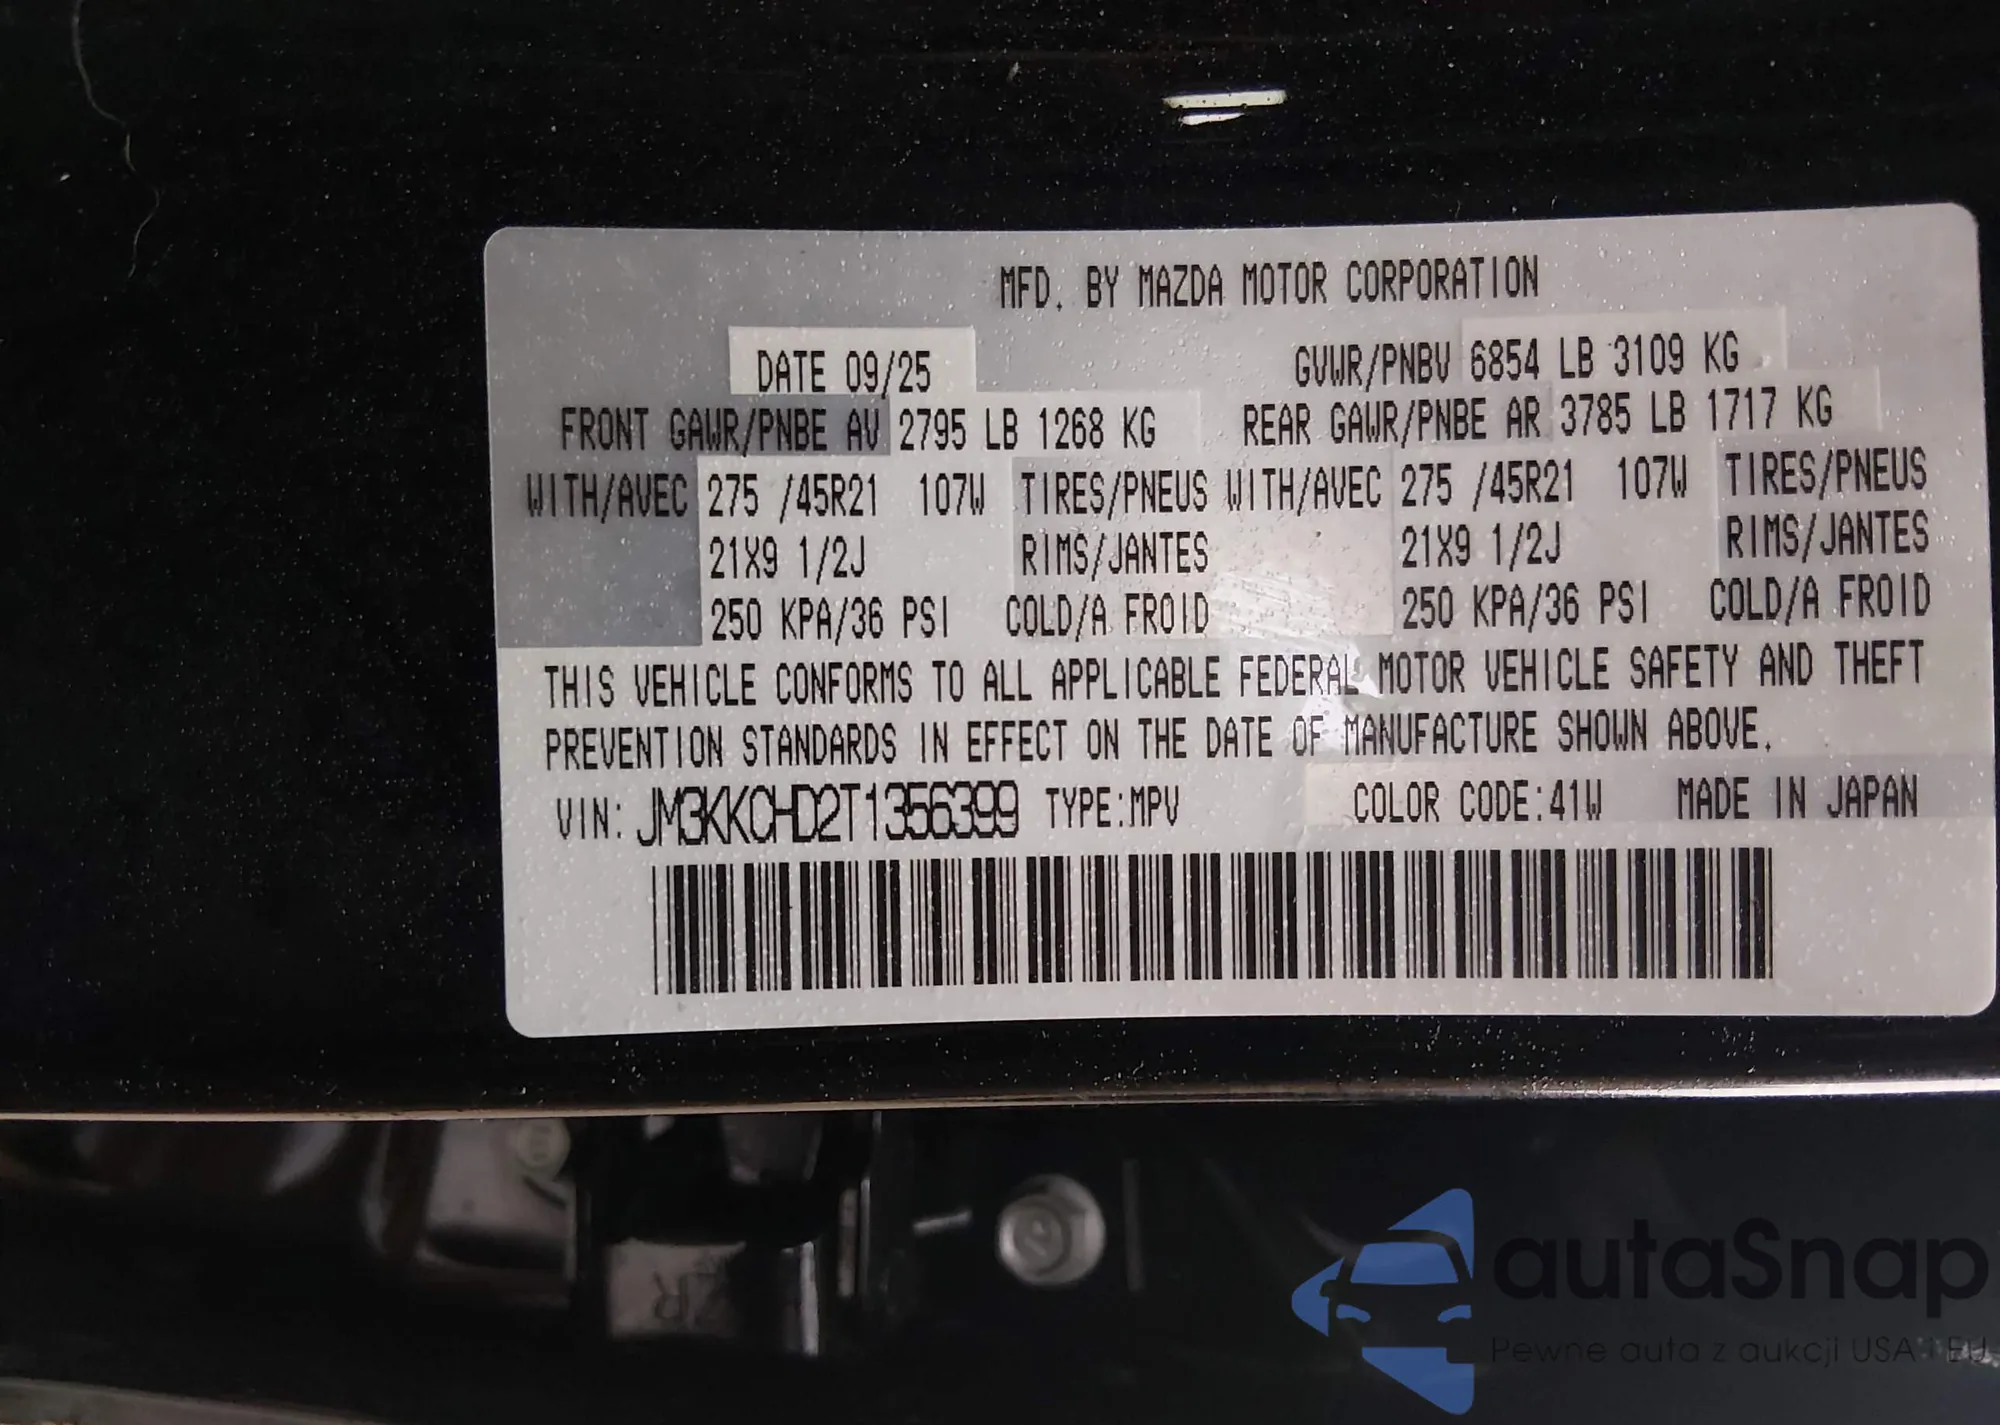 MFD. BY MAZDA MOTOR CORPORATION
DATE 09/25 GVWR/PNBV 6854 LB 3109 KG
FRONT GAWR/PNBE AV 2795 LB 1268 KG REAR GAWR/PNBE AR 3785 LB 1717 KG
WITH/AVEC 275 /45R21 107W TIRES/PNEUS WITH/AVEC 275 /45R21 107W TIRES/PNEUS
21X9 1/2J RIMS/JANTES 21X9 1/2J RIMS/JANTES
250 KPA/36 PSI COLD/A FROID 250 KPA/36 PSI COLD/A FROID
THIS VEHICLE CONFORMS TO ALL APPLICABLE FEDERAL MOTOR VEHICLE SAFETY AND THEFT
PREVENTION STANDARDS IN EFFECT ON THE DATE OF MANUFACTURE SHOWN ABOVE.
VIN: JM3KKCHD2T1356399 TYPE:MPV COLOR CODE:41W MADE IN JAPAN
autaSnap
Pewne auta z aukcji USA i EU